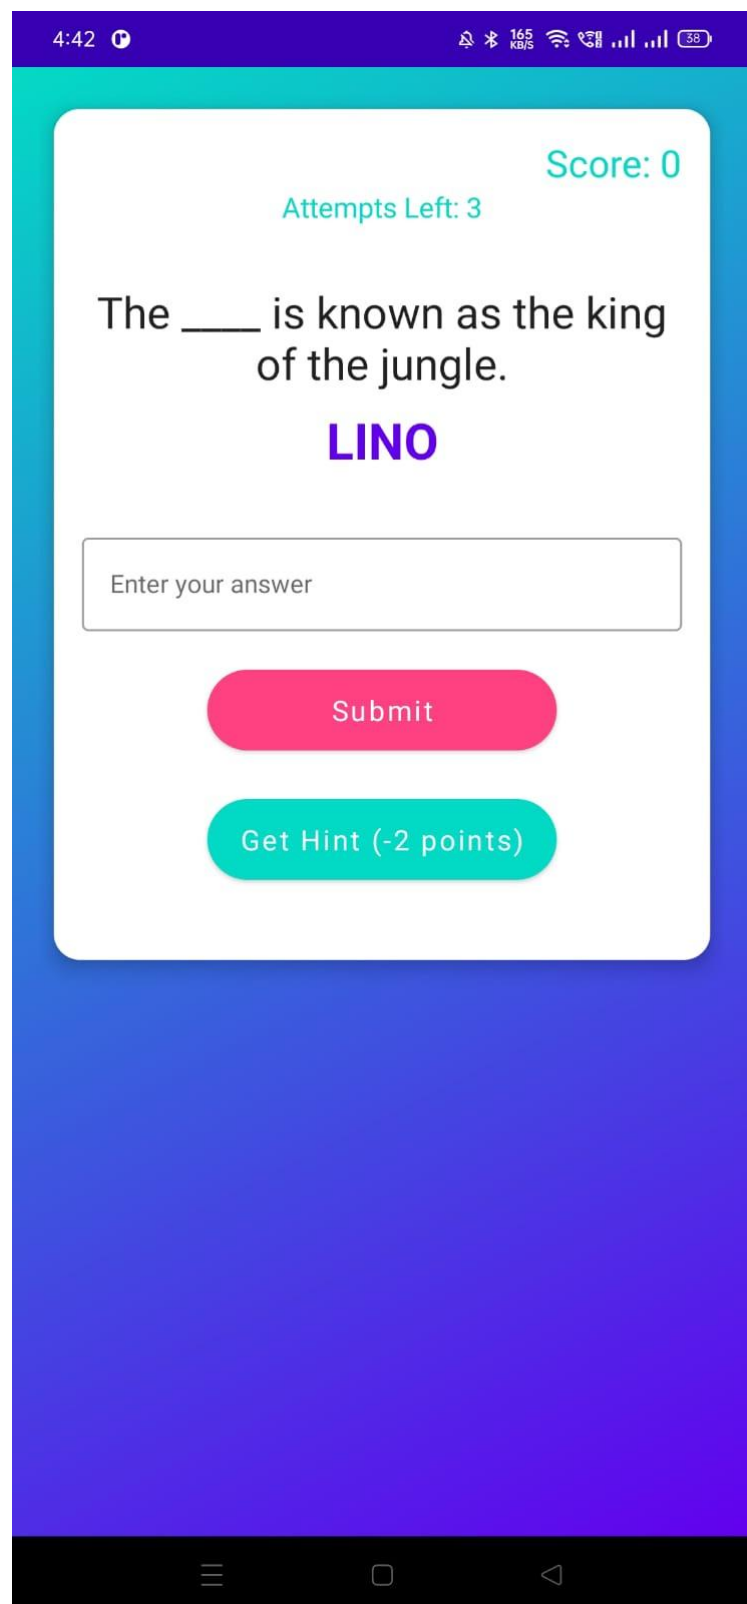 4:42 165 KB/S 38
Score: 0
Attempts Left: 3
The ____ is known as the king
of the jungle.
LINO
Enter your answer
Submit
Get Hint (-2 points)